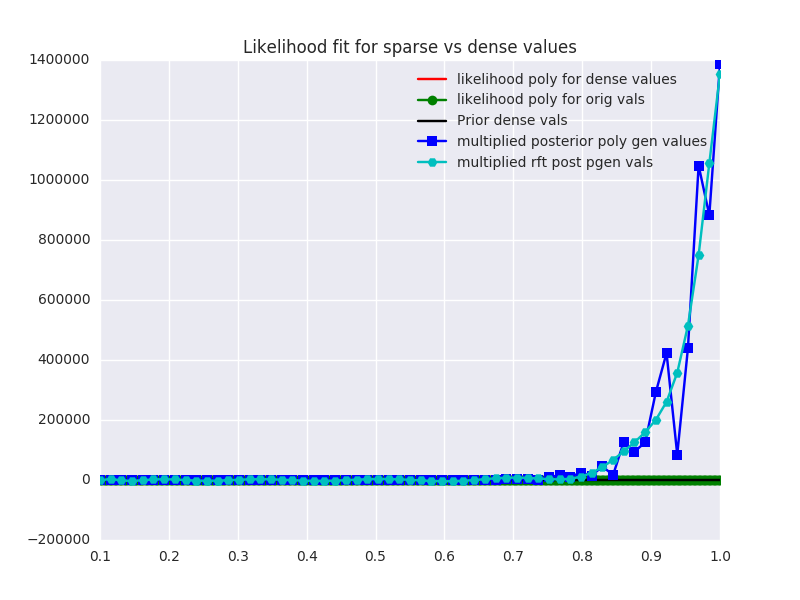 Likelihood fit for sparse vs dense values
1400000
1200000
1000000
800000
600000
400000
200000
0
−200000
likelihood poly for dense values
likelihood poly for orig vals
Prior dense vals
multiplied posterior poly gen values
multiplied rft post pgen vals
0.1 0.2 0.3 0.4 0.5 0.6 0.7 0.8 0.9 1.0